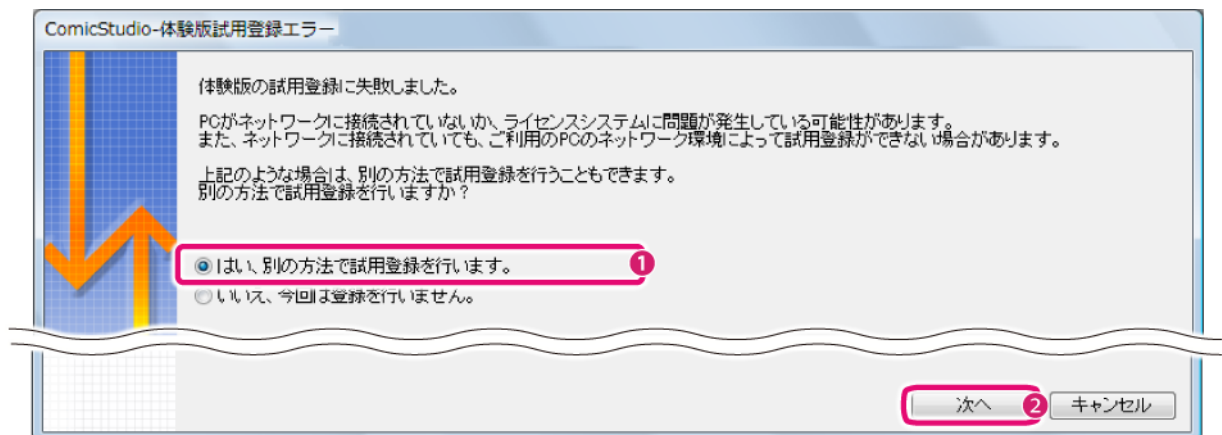 ComicStudio-体験版試用登録エラー
体験版の試用登録に失敗しました。
PCがネットワークに接続されていないか、ライセンスシステムに問題が発生している可能性があります。
また、ネットワークに接続されていても、ご利用のPCのネットワーク環境によって試用登録ができない場合があります。
上記のような場合は、別の方法で試用登録を行うこともできます。
別の方法で試用登録を行いますか？
はい、別の方法で試用登録を行います。 1
いいえ、今回は登録を行いません。
次へ 2 キャンセル